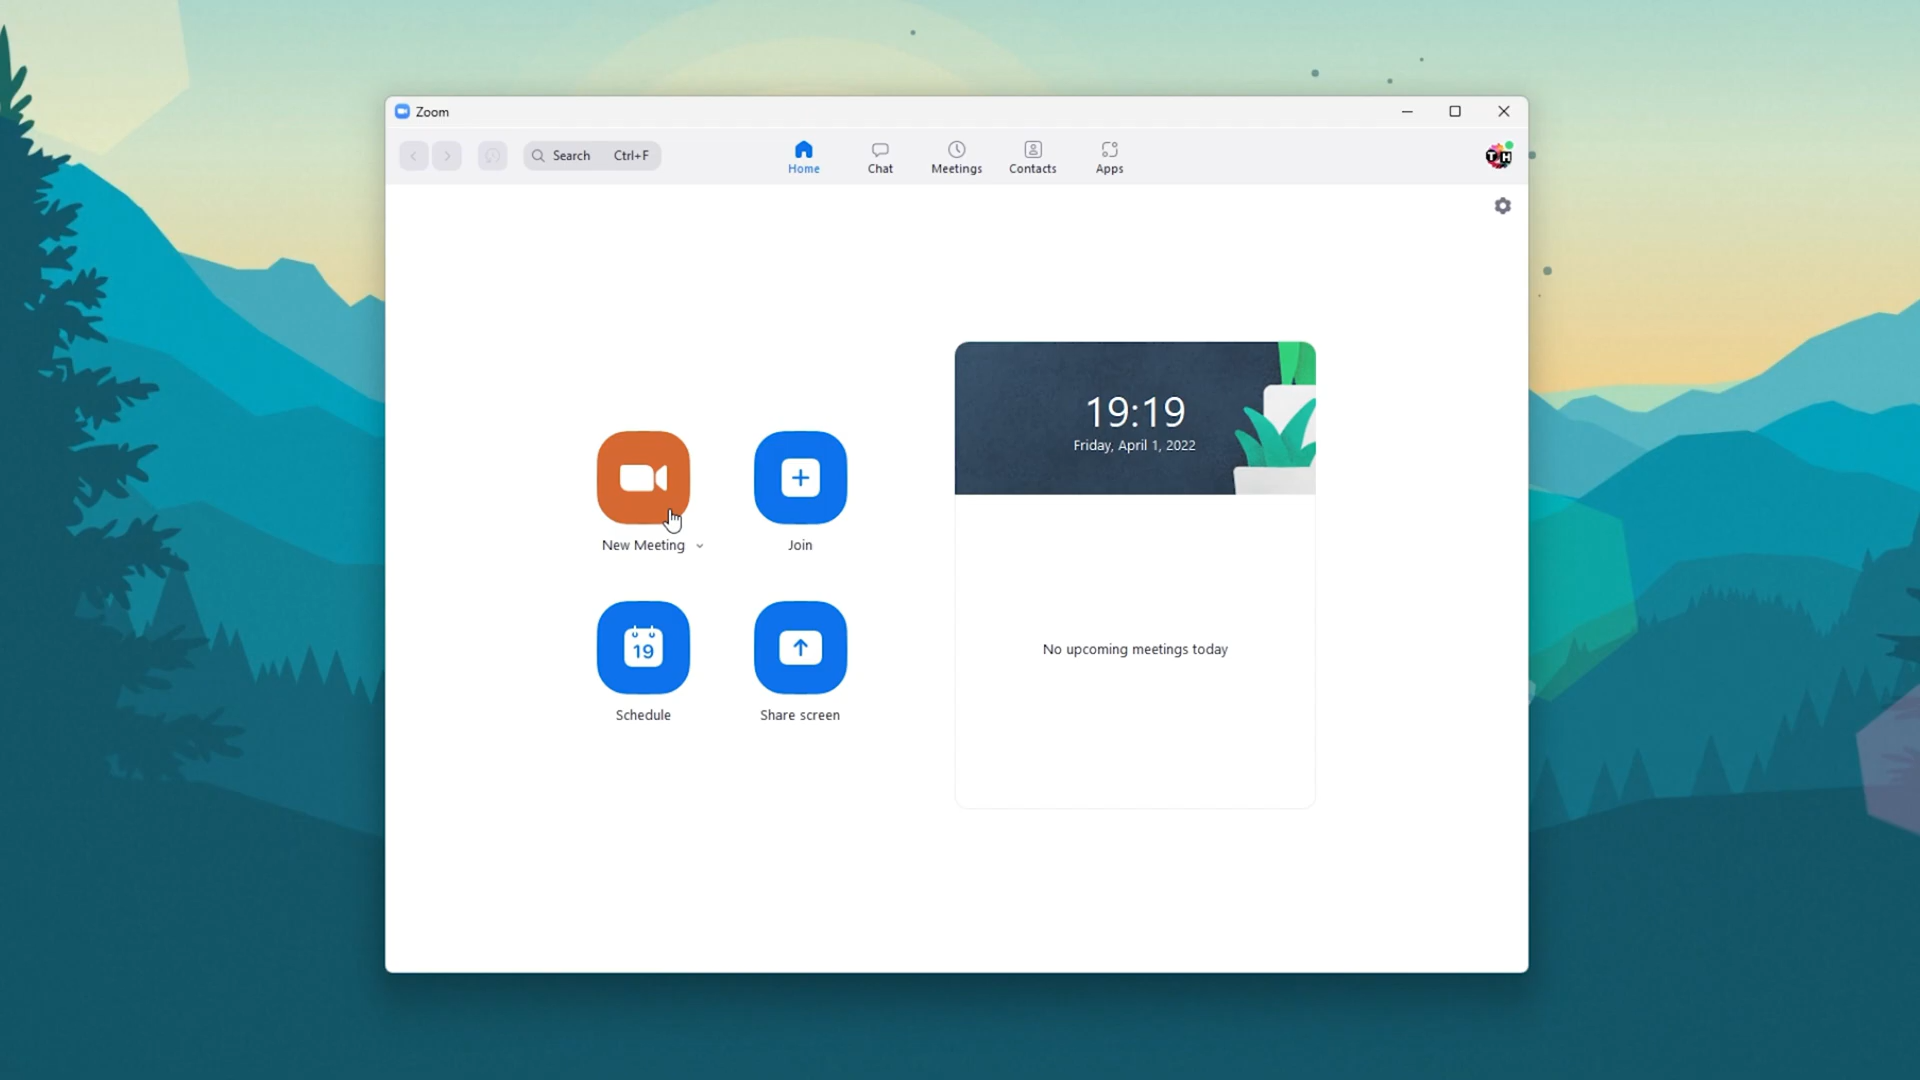 Zoom
Search Ctrl+F
Home
Chat
Meetings
Contacts
Apps
TH
19:19
Friday, April 1, 2022
New Meeting
Join
19
Schedule
Share screen
No upcoming meetings today